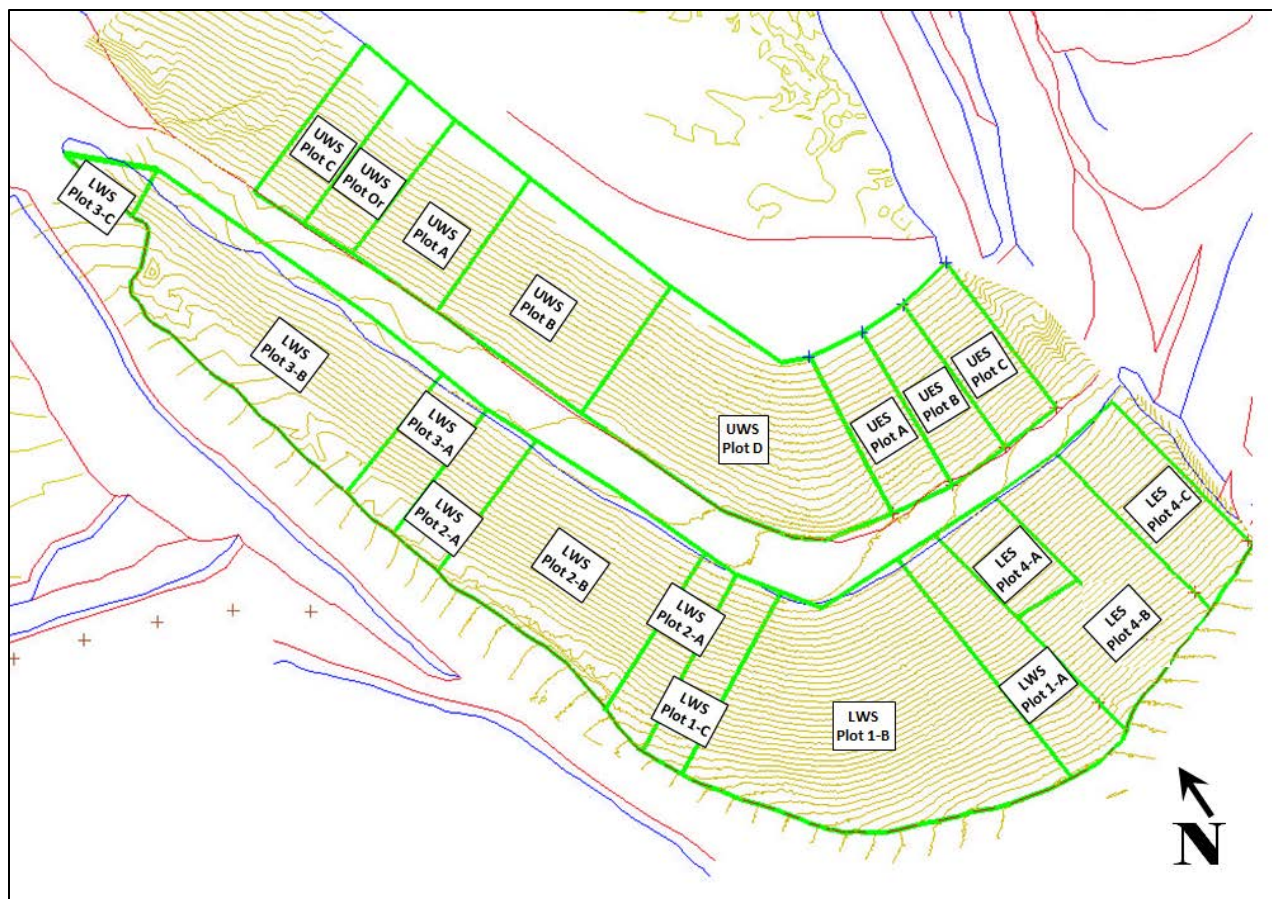 UWS
Plot C
UWS
Plot Or
UWS
Plot A
UWS
Plot B
UWS
Plot D
UES
Plot A
UES
Plot B
UES
Plot C
LWS
Plot 3-C
LWS
Plot 3-B
LWS
Plot 3-A
LWS
Plot 2-A
LWS
Plot 2-B
LWS
Plot 2-A
LWS
Plot 1-C
LWS
Plot 1-B
LWS
Plot 1-A
LES
Plot 4-A
LES
Plot 4-B
LES
Plot 4-C
N